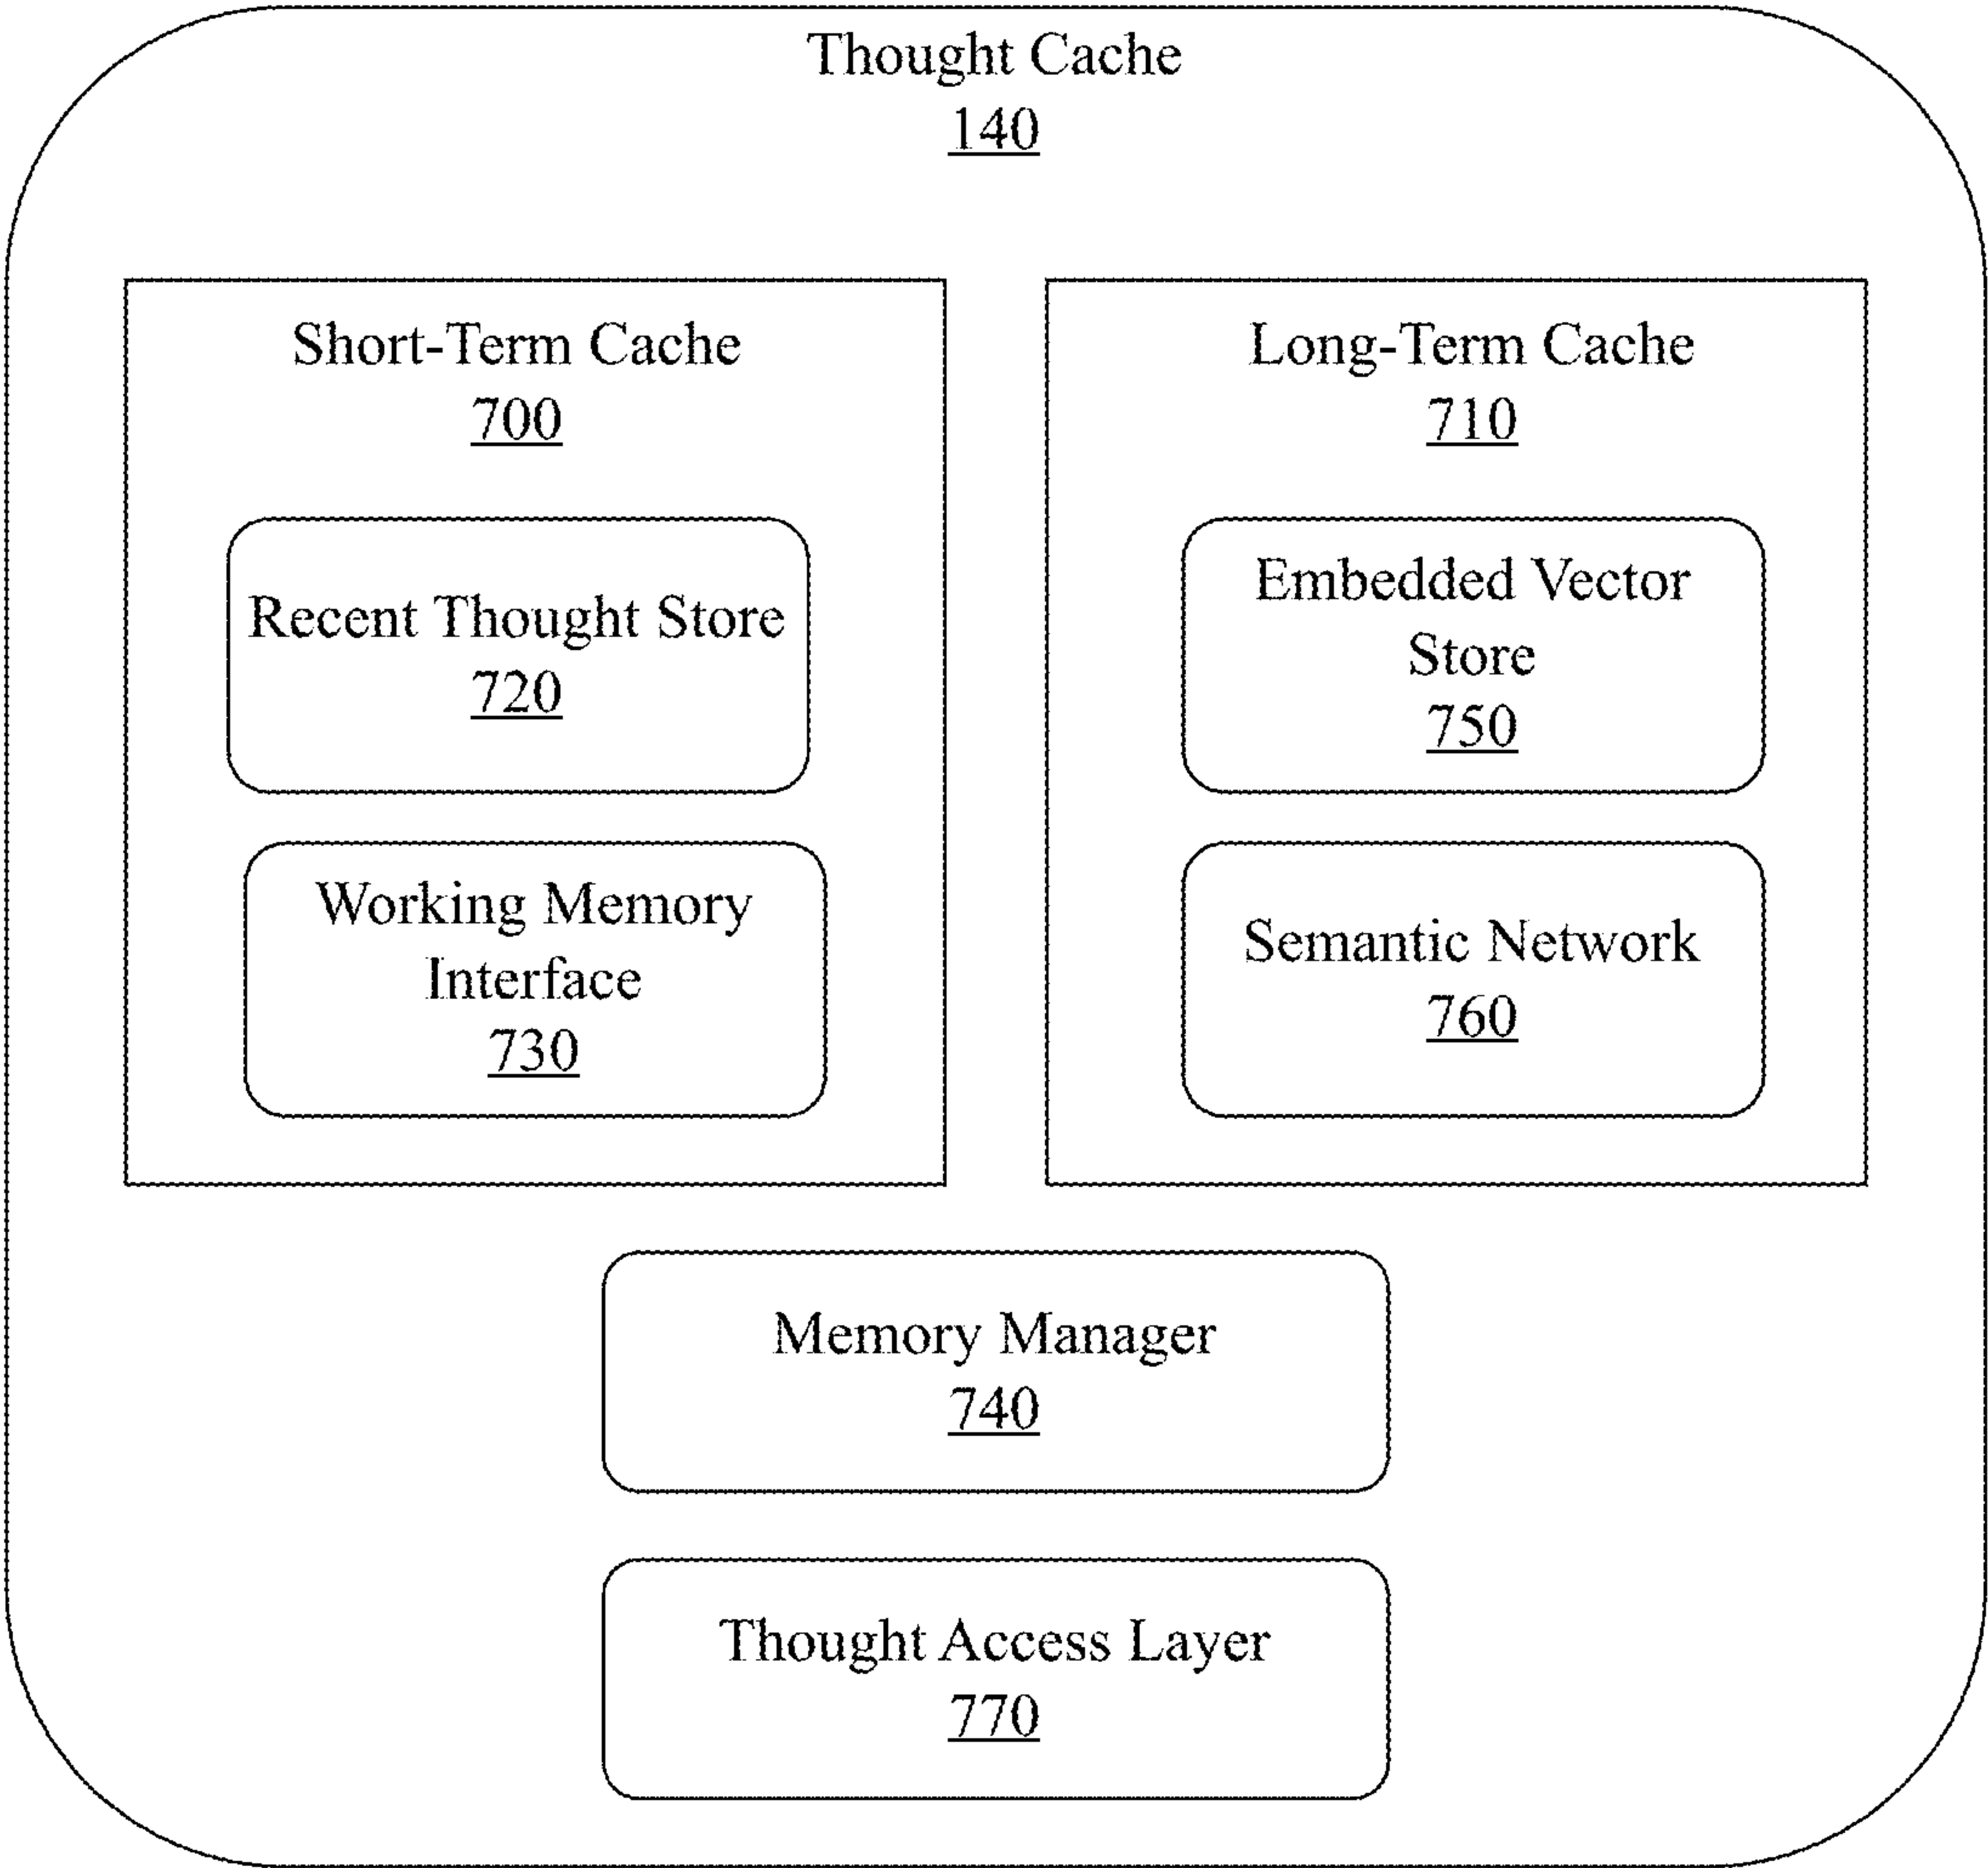 Thought Cache
140
Short-Term Cache
700
Recent Thought Store
720
Working Memory
Interface
730
Long-Term Cache
710
Embedded Vector
Store
750
Semantic Network
760
Memory Manager
740
Thought Access Layer
770